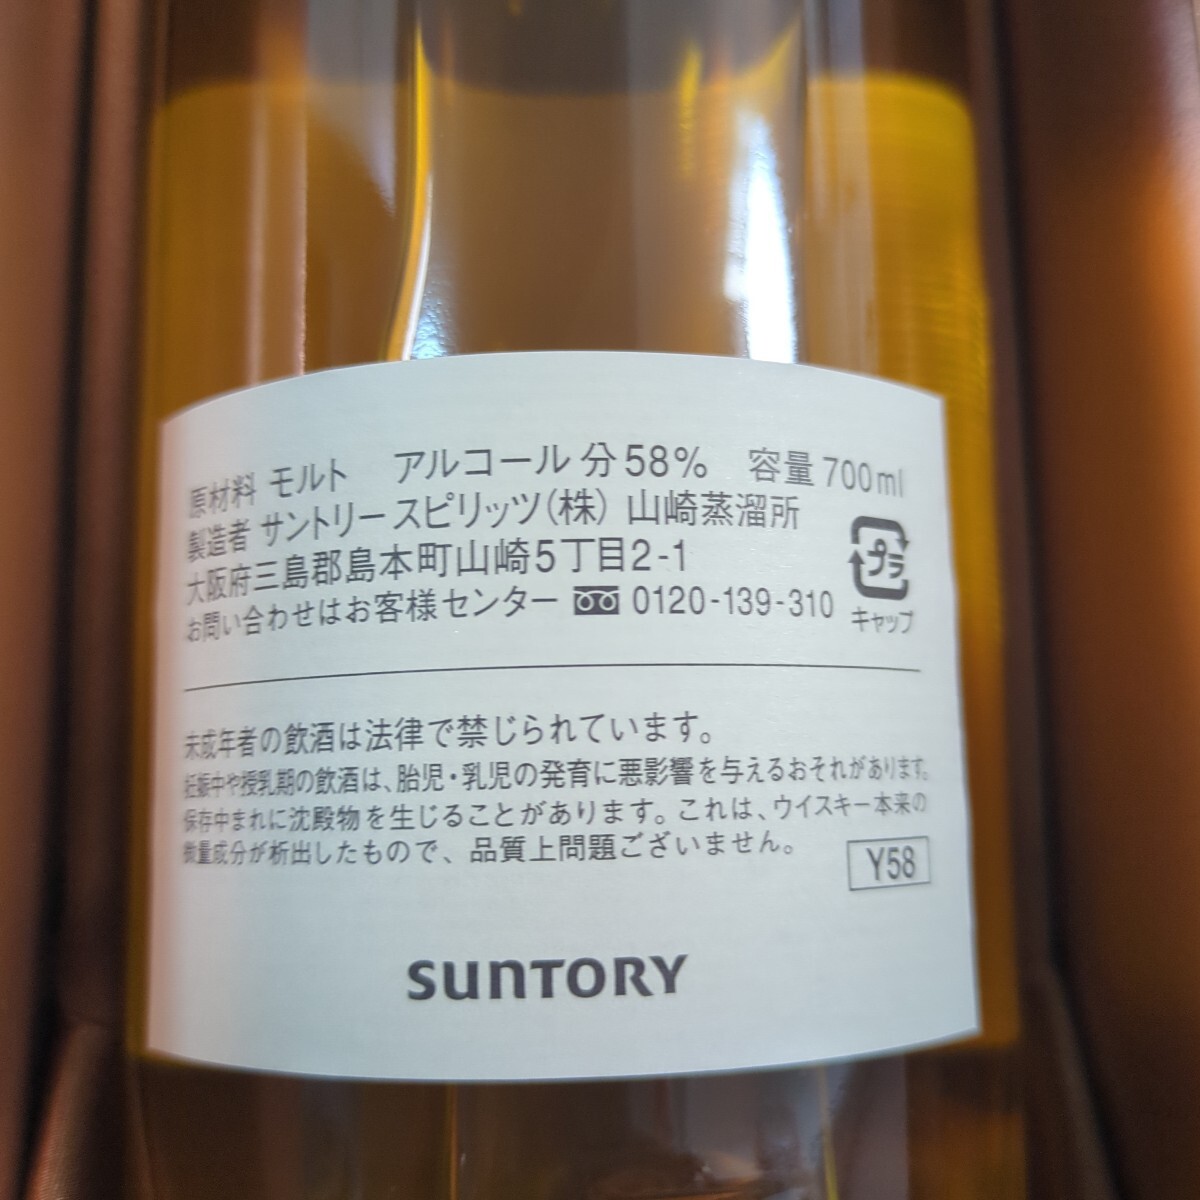 原材料 モルト アルコール分58% 容量700ml
製造者 サントリースピリッツ(株) 山崎蒸溜所
大阪府三島郡島本町山崎5丁目2-1
お問い合わせはお客様センター 0120-139-310
プラ
キャップ
未成年者の飲酒は法律で禁じられています。
妊娠中や授乳期の飲酒は、胎児・乳児の発育に悪影響を与えるおそれがあります。
保存中まれに沈殿物を生じることがあります。これは、ウイスキー本来の
微量成分が析出したもので、品質上問題ございません。
Y58
SUNTORY